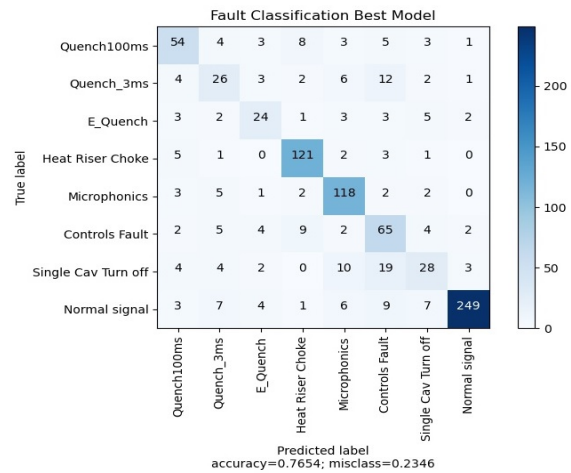 Fault Classification Best Model
True label
Quench100ms 54 4 3 8 3 5 3 1
Quench_3ms 4 26 3 2 6 12 2 1
E_Quench 3 2 24 1 3 3 5 2
Heat Riser Choke 5 1 0 121 2 3 1 0
Microphonics 3 5 1 2 118 2 2 0
Controls Fault 2 5 4 9 2 65 4 2
Single Cav Turn off 4 4 2 0 10 19 28 3
Normal signal 3 7 4 1 6 9 7 249
Quench100ms
Quench_3ms
E_Quench
Heat Riser Choke
Microphonics
Controls Fault
Single Cav Turn off
Normal signal
Predicted label
accuracy=0.7654; misclass=0.2346
200
150
100
50
0